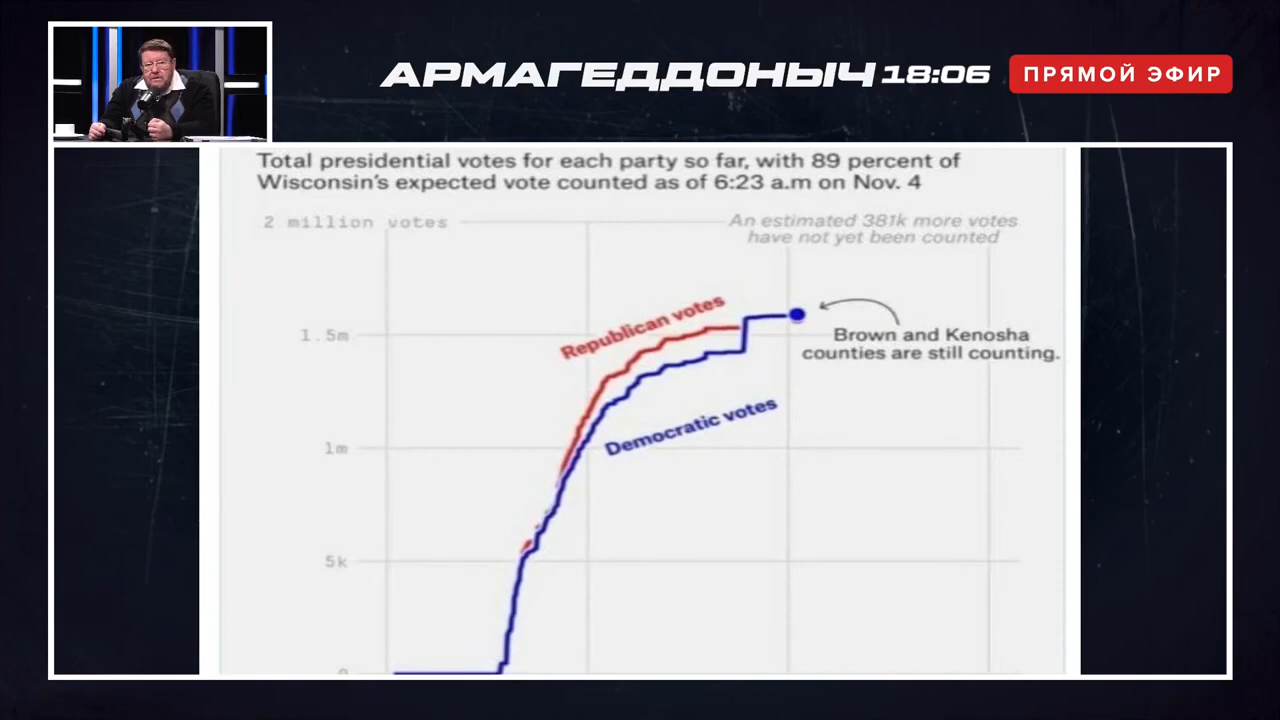 АРМАГЕДДОНЫЧ 18:06 ПРЯМОЙ ЭФИР
Total presidential votes for each party so far, with 89 percent of
Wisconsin's expected vote counted as of 6:23 a.m on Nov. 4
2 million votes
An estimated 381k more votes
have not yet been counted
Republican votes
1.5m
Brown and Kenosha
counties are still counting.
Democratic votes
1m
5k
0